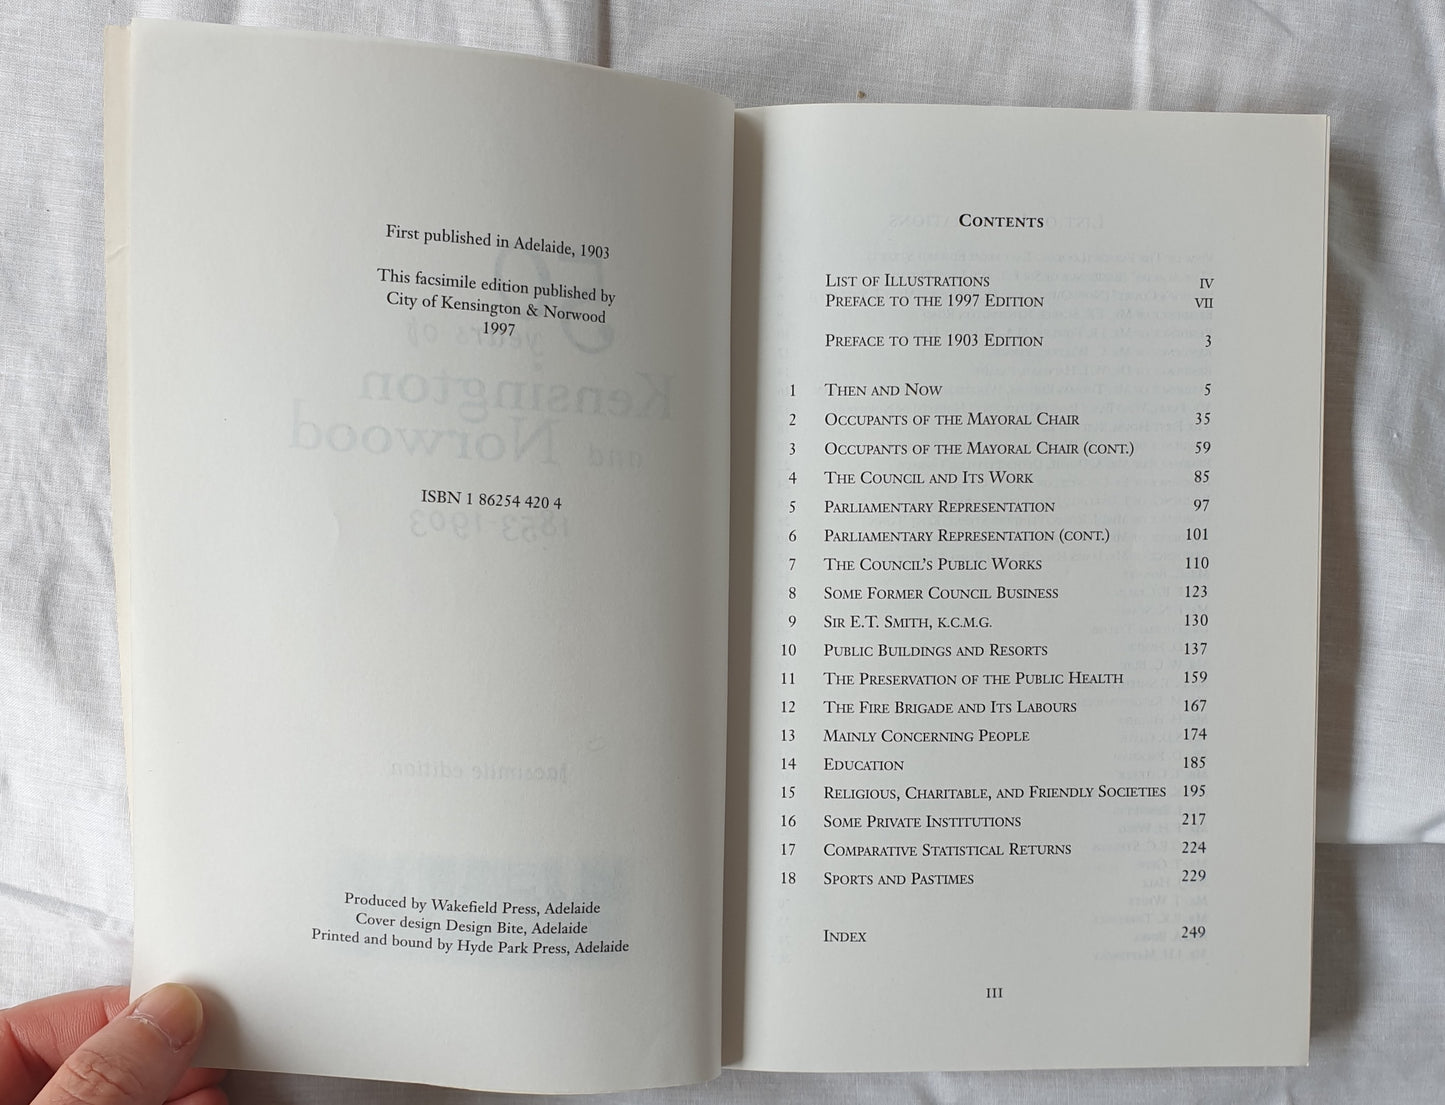 First published in Adelaide, 1903
This facsimile edition published by
City of Kensington & Norwood
1997
ISBN 1 86254 420 4
Produced by Wakefield Press, Adelaide
Cover design Design Bite, Adelaide
Printed and bound by Hyde Park Press, Adelaide
Contents
List of Illustrations IV
Preface to the 1997 Edition VII
Preface to the 1903 Edition 3
1 Then and Now 5
2 Occupants of the Mayoral Chair 35
3 Occupants of the Mayoral Chair (cont.) 59
4 The Council and Its Work 85
5 Parliamentary Representation 97
6 Parliamentary Representation (cont.) 101
7 The Council's Public Works 110
8 Some Former Council Business 123
9 Sir E.T. Smith, K.C.M.G. 130
10 Public Buildings and Resorts 137
11 The Preservation of the Public Health 159
12 The Fire Brigade and Its Labours 167
13 Mainly Concerning People 174
14 Education 185
15 Religious, Charitable, and Friendly Societies 195
16 Some Private Institutions 217
17 Comparative Statistical Returns 224
18 Sports and Pastimes 229
Index 249
III